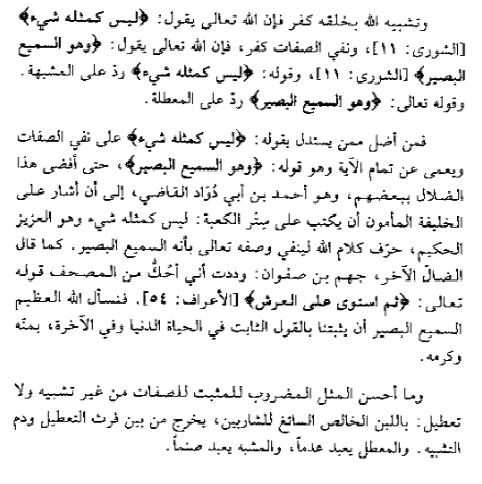 وتشبيه الله بخلقه كفر فإن الله تعالى يقول: ﴿ليس كمثله شيء﴾
[الشورى: ١١]، ونفي الصفات كفر، فإن الله تعالى يقول: ﴿وهو السميع
البصير﴾ [الشورى: ١١]، وقوله: ﴿ليس كمثله شيء﴾ ردّ على المشبهة.
وقوله تعالى: ﴿وهو السميع البصير﴾ ردّ على المعطلة.
فمن أضل ممن يستدل بقوله: ﴿ليس كمثله شيء﴾ على نفي الصفات
ويعمى عن تمام الآية وهو قوله: ﴿وهو السميع البصير﴾، حتى أفضى هذا
الضلال ببعضهم، وهو أحمد بن أبي دُوَاد القاضي، إلى أن أشار على
الخليفة المأمون أن يكتب على سِتْر الكعبة: ليس كمثله شيء وهو العزيز
الحكيم، حرّف كلام الله لينفي وصفه تعالى بأنه السميع البصير. كما قال
الضالّ الآخر، جهم بن صفوان: وددت أني أحُكُّ من المصحف قوله
تعالى: ﴿ثم استوى على العرش﴾ [الأعراف: ٥٤]. فنسأل الله العظيم
السميع البصير أن يثبتنا بالقول الثابت في الحياة الدنيا وفي الآخرة، بمنّه
وكرمه.
وما أحسن المثل المضروب للمثبت للصفات من غير تشبيه ولا
تعطيل: باللبن الخالص السائغ للشاربين، يخرج من بين فرث التعطيل ودم
التشبيه. والمعطل يعبد عدماً، والمشبه يعبد صنماً.